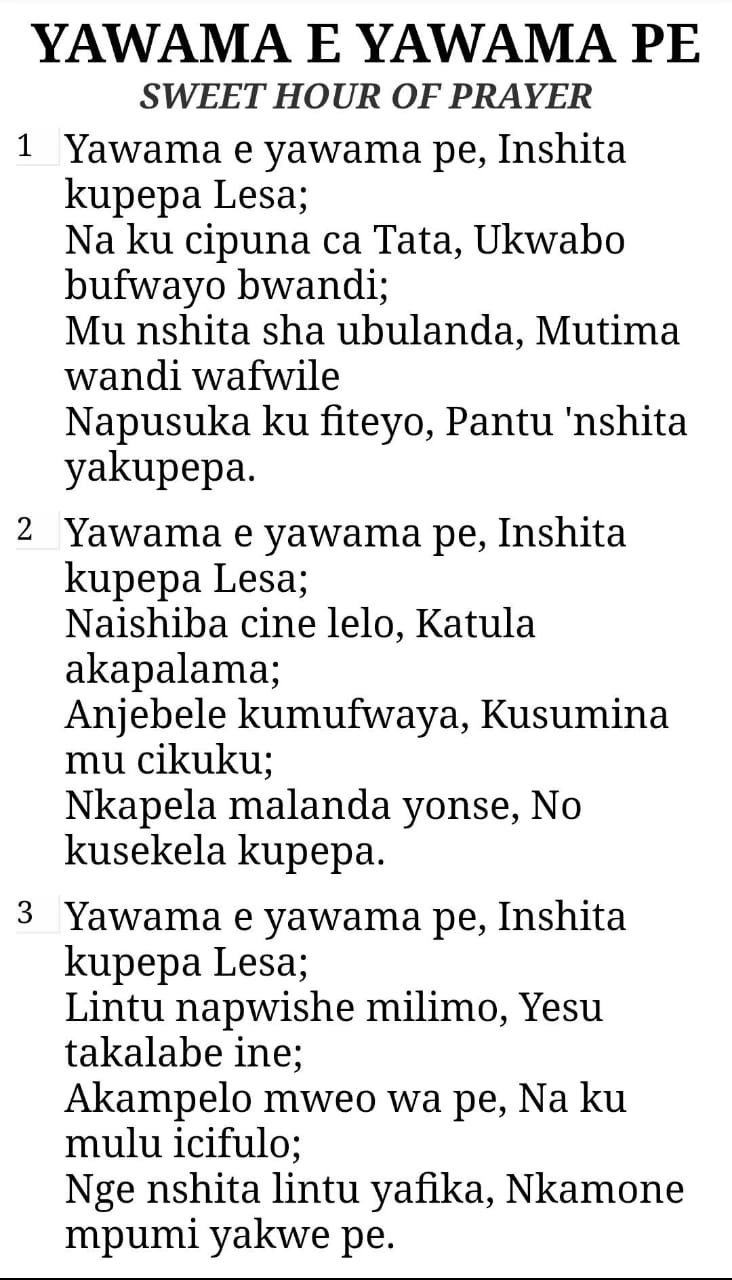 YAWAMA E YAWAMA PE
SWEET HOUR OF PRAYER
1 Yawama e yawama pe, Inshita
kupepa Lesa;
Na ku cipuna ca Tata, Ukwabo
bufwayo bwandi;
Mu nshita sha ubulanda, Mutima
wandi wafwile
Napusuka ku fiteyo, Pantu 'nshita
yakupepa.
2 Yawama e yawama pe, Inshita
kupepa Lesa;
Naishiba cine lelo, Katula
akapalama;
Anjebele kumufwaya, Kusumina
mu cikuku;
Nkapela malanda yonse, No
kusekela kupepa.
3 Yawama e yawama pe, Inshita
kupepa Lesa;
Lintu napwishe milimo, Yesu
takalabe ine;
Akampelo mweo wa pe, Na ku
mulu icifulo;
Nge nshita lintu yafika, Nkamone
mpumi yakwe pe.